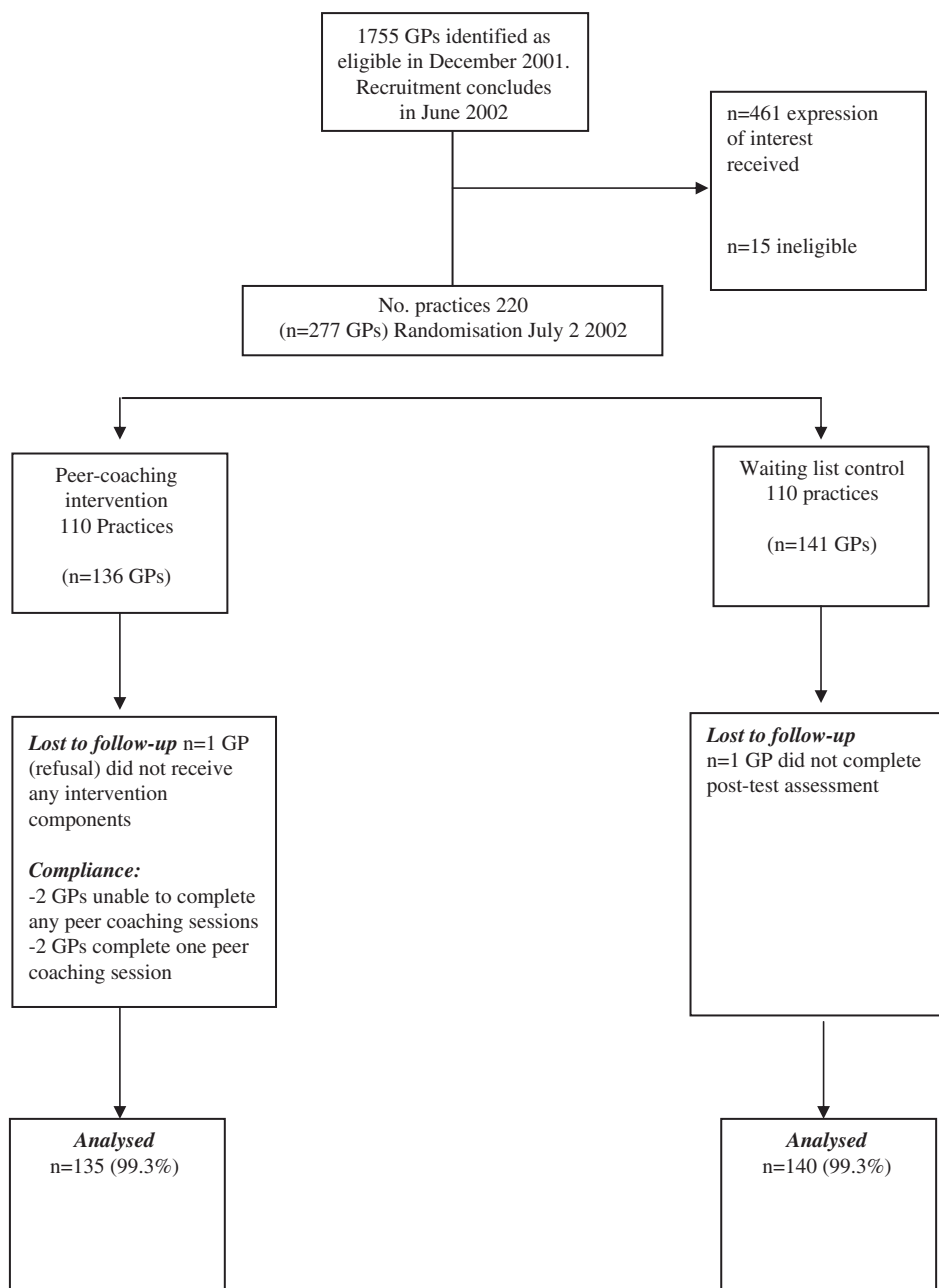 1755 GPs identified as
eligible in December 2001.
Recruitment concludes
in June 2002
n=461 expression
of interest
received
n=15 ineligible
No. practices 220
(n=277 GPs) Randomisation July 2 2002
Peer-coaching
intervention
110 Practices
(n=136 GPs)
Waiting list control
110 practices
(n=141 GPs)
Lost to follow-up n=1 GP
(refusal) did not receive
any intervention
components
Compliance:
-2 GPs unable to complete
any peer coaching sessions
-2 GPs complete one peer
coaching session
Lost to follow-up
n=1 GP did not complete
post-test assessment
Analysed
n=135 (99.3%)
Analysed
n=140 (99.3%)